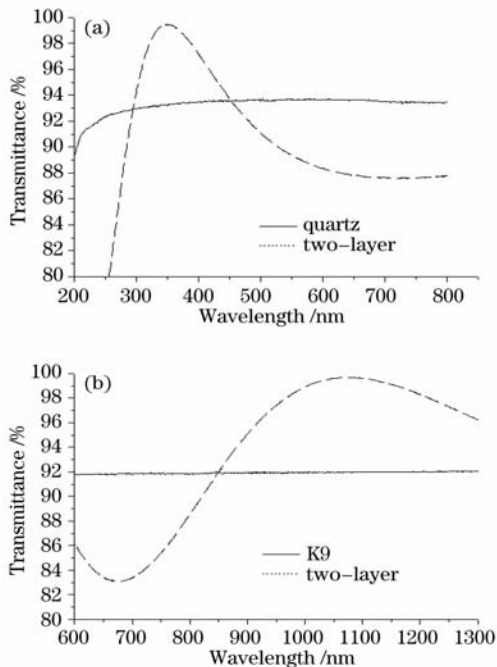 (a)
Transmittance /%
100
98
96
94
92
90
88
86
84
82
80
200 300 400 500 600 700 800
Wavelength /nm
quartz
two-layer
(b)
Transmittance /%
100
98
96
94
92
90
88
86
84
82
80
600 700 800 900 1000 1100 1200 1300
Wavelength /nm
K9
two-layer